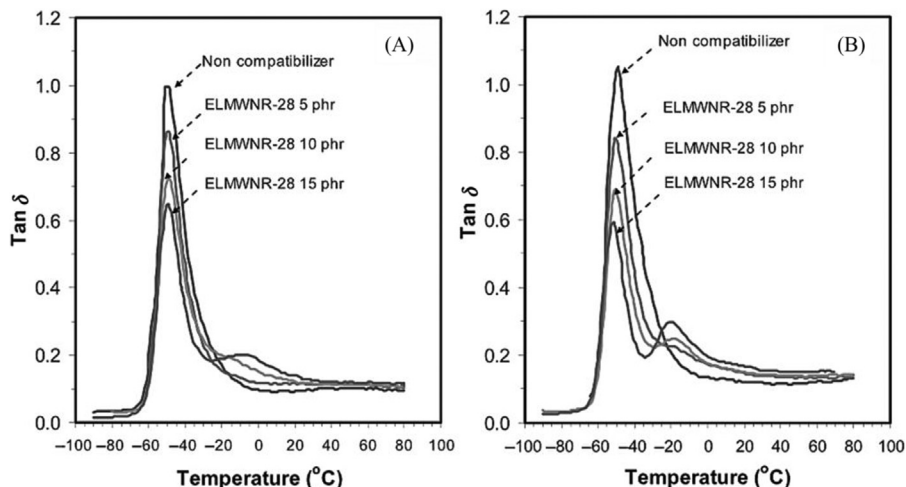 (A)
1.2
1.0
0.8
0.6
0.4
0.2
0.0
Tan δ
Non compatibilizer
ELMWNR-28 5 phr
ELMWNR-28 10 phr
ELMWNR-28 15 phr
–100 –80 –60 –40 –20 0 20 40 60 80 100
Temperature (°C)
(B)
1.2
1.0
0.8
0.6
0.4
0.2
0.0
Tan δ
Non compatibilizer
ELMWNR-28 5 phr
ELMWNR-28 10 phr
ELMWNR-28 15 phr
–100 –80 –60 –40 –20 0 20 40 60 80 100
Temperature (°C)